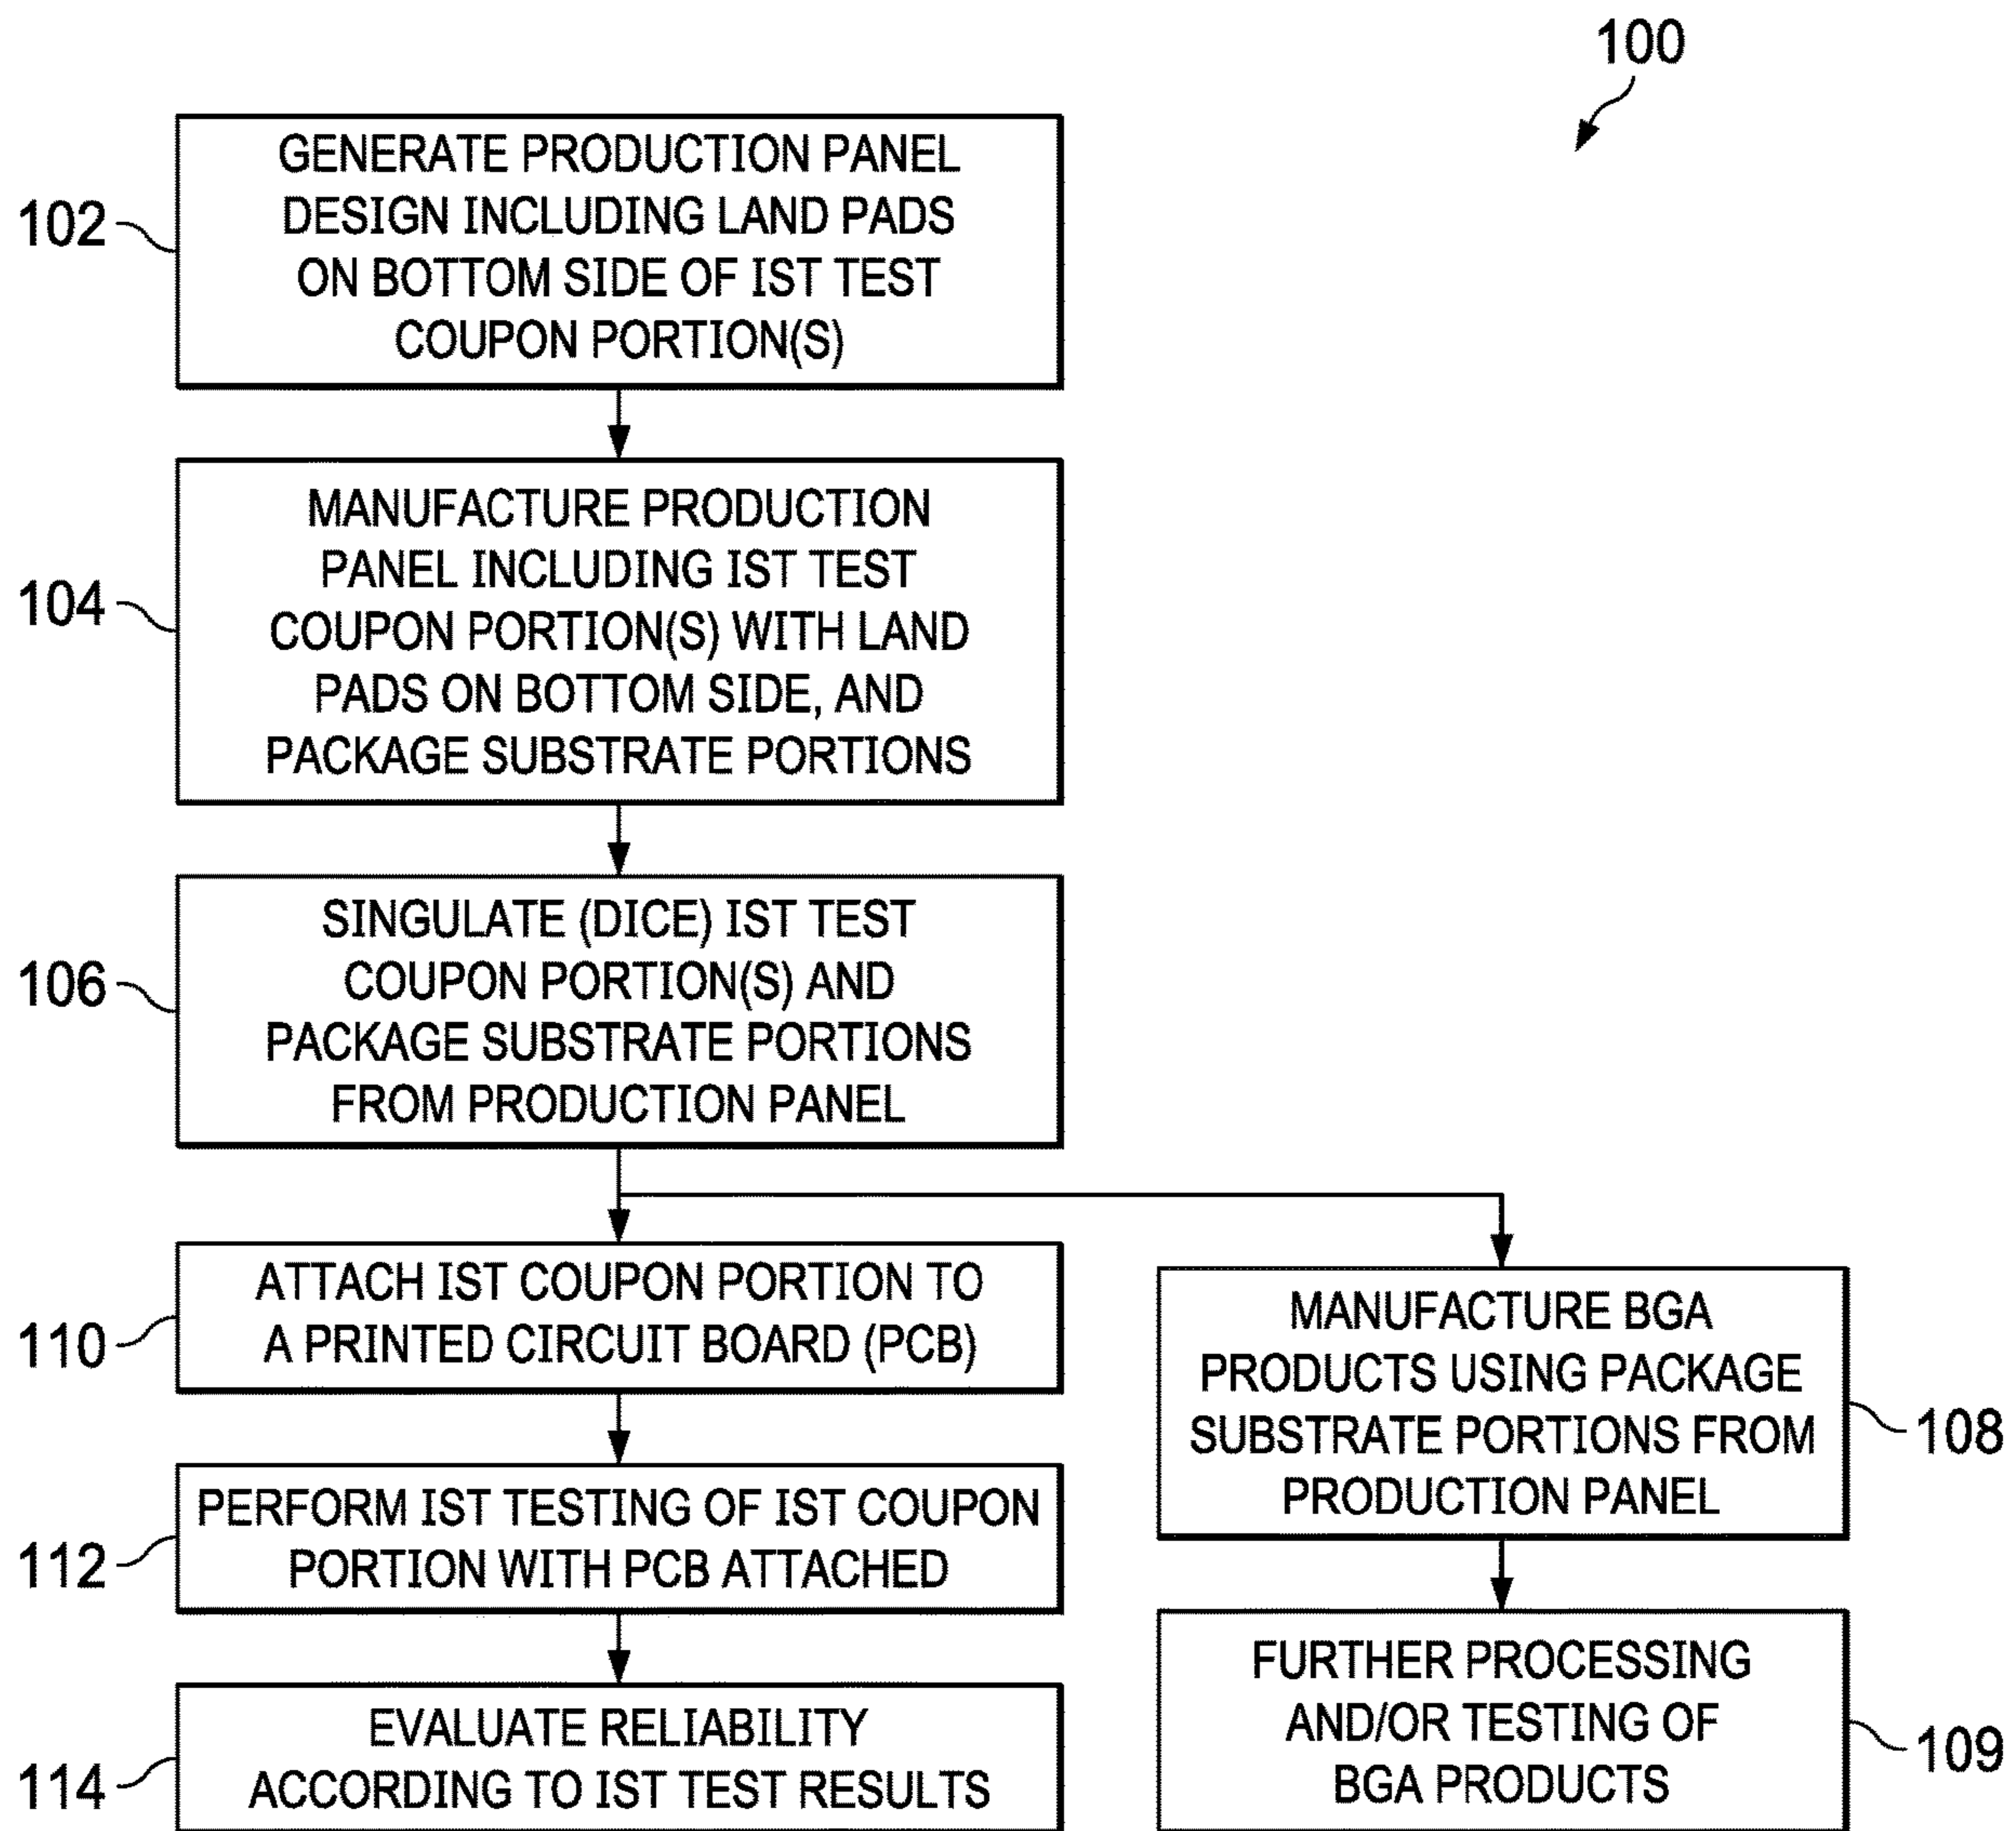 100
102
GENERATE PRODUCTION PANEL
DESIGN INCLUDING LAND PADS
ON BOTTOM SIDE OF IST TEST
COUPON PORTION(S)
104
MANUFACTURE PRODUCTION
PANEL INCLUDING IST TEST
COUPON PORTION(S) WITH LAND
PADS ON BOTTOM SIDE, AND
PACKAGE SUBSTRATE PORTIONS
106
SINGULATE (DICE) IST TEST
COUPON PORTION(S) AND
PACKAGE SUBSTRATE PORTIONS
FROM PRODUCTION PANEL
110
ATTACH IST COUPON PORTION TO
A PRINTED CIRCUIT BOARD (PCB)
112
PERFORM IST TESTING OF IST COUPON
PORTION WITH PCB ATTACHED
114
EVALUATE RELIABILITY
ACCORDING TO IST TEST RESULTS
MANUFACTURE BGA
PRODUCTS USING PACKAGE
SUBSTRATE PORTIONS FROM
PRODUCTION PANEL
108
FURTHER PROCESSING
AND/OR TESTING OF
BGA PRODUCTS
109